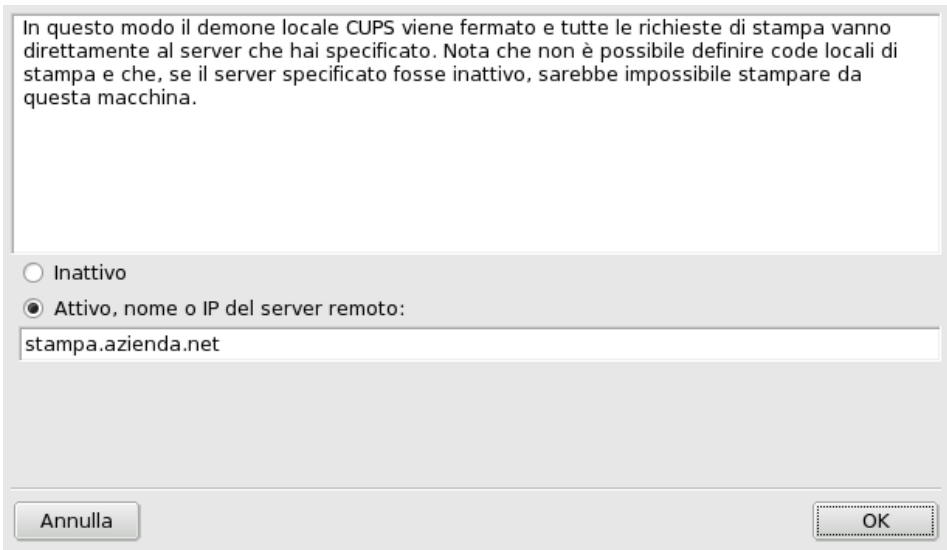 In questo modo il demone locale CUPS viene fermato e tutte le richieste di stampa vanno
direttamente al server che hai specificato. Nota che non è possibile definire code locali di
stampa e che, se il server specificato fosse inattivo, sarebbe impossibile stampare da
questa macchina.
Inattivo
Attivo, nome o IP del server remoto:
stampa.azienda.net
Annulla
OK